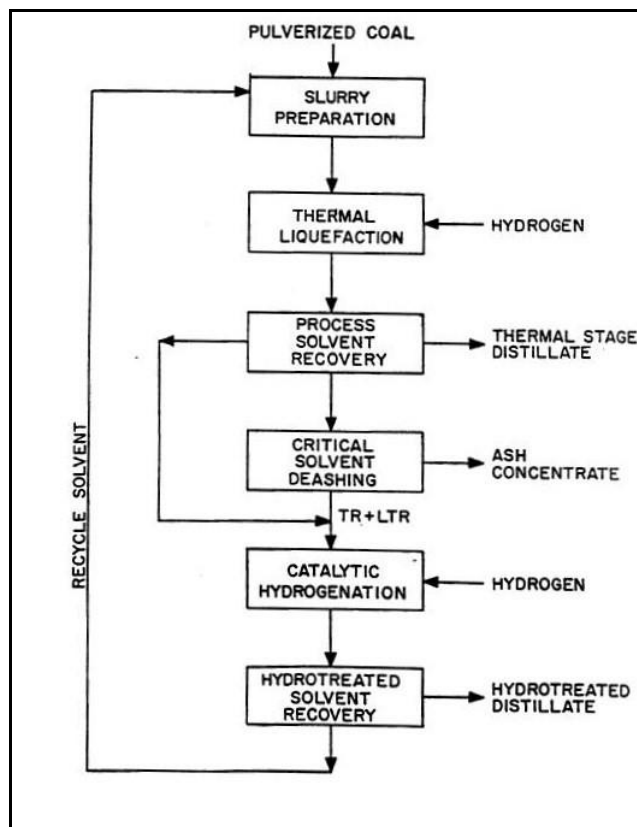 PULVERIZED COAL
SLURRY
PREPARATION
THERMAL
LIQUEFACTION
HYDROGEN
PROCESS
SOLVENT
RECOVERY
THERMAL STAGE
DISTILLATE
CRITICAL
SOLVENT
DEASHING
ASH
CONCENTRATE
RECYCLE SOLVENT
TR+LTR
CATALYTIC
HYDROGENATION
HYDROGEN
HYDROTREATED
SOLVENT
RECOVERY
HYDROTREATED
DISTILLATE